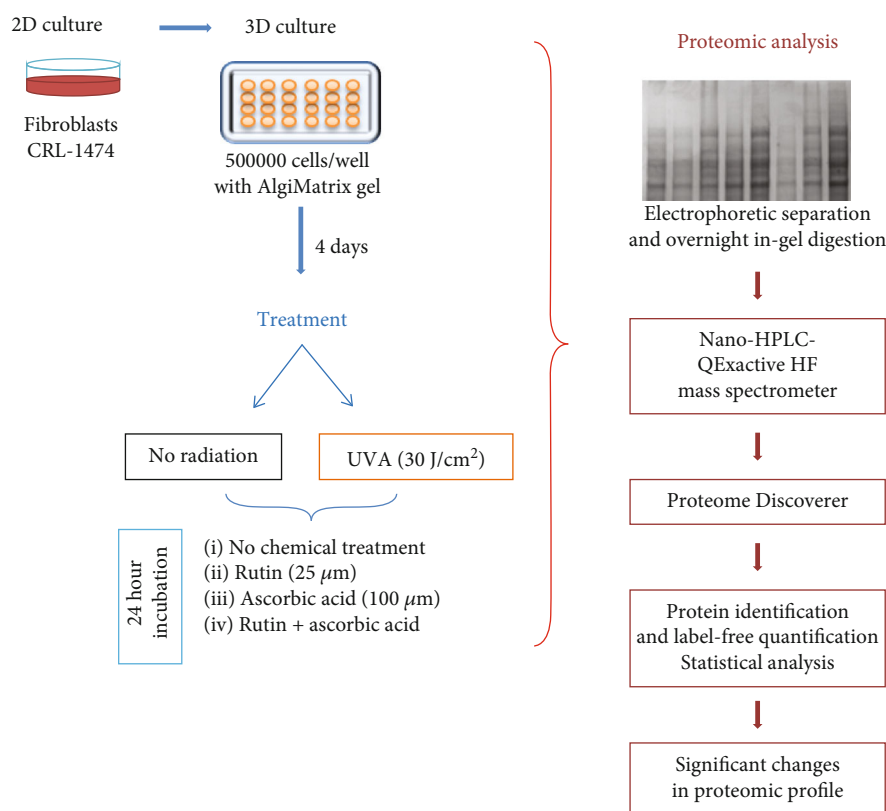 2D culture
3D culture
Fibroblasts
CRL-1474
500000 cells/well
with AlgiMatrix gel
4 days
Treatment
No radiation
UVA (30 J/cm²)
24 hour
incubation
(i) No chemical treatment
(ii) Rutin (25 μm)
(iii) Ascorbic acid (100 μm)
(iv) Rutin + ascorbic acid
Proteomic analysis
Electrophoretic separation
and overnight in-gel digestion
Nano-HPLC-
QExactive HF
mass spectrometer
Proteome Discoverer
Protein identification
and label-free quantification
Statistical analysis
Significant changes
in proteomic profile